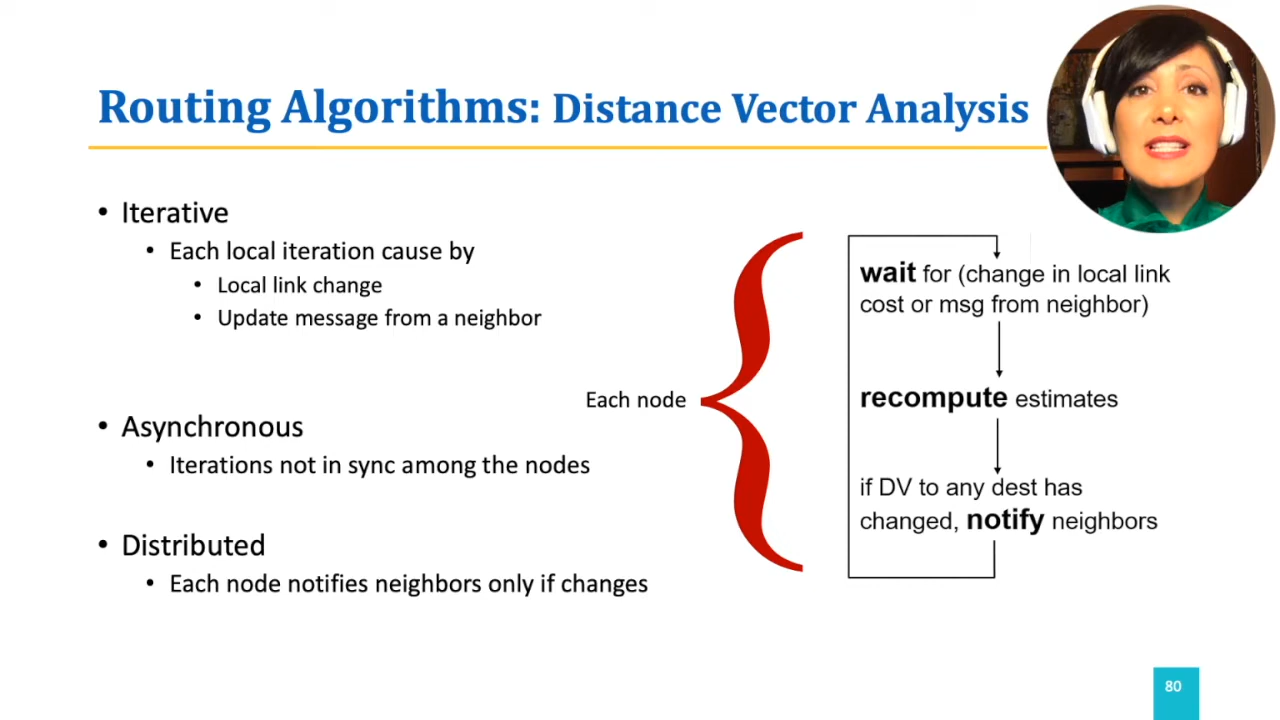 Routing Algorithms: Distance Vector Analysis
• Iterative
• Each local iteration cause by
• Local link change
• Update message from a neighbor
• Asynchronous
• Iterations not in sync among the nodes
• Distributed
• Each node notifies neighbors only if changes
Each node
wait for (change in local link
cost or msg from neighbor)
recompute estimates
if DV to any dest has
changed, notify neighbors
80